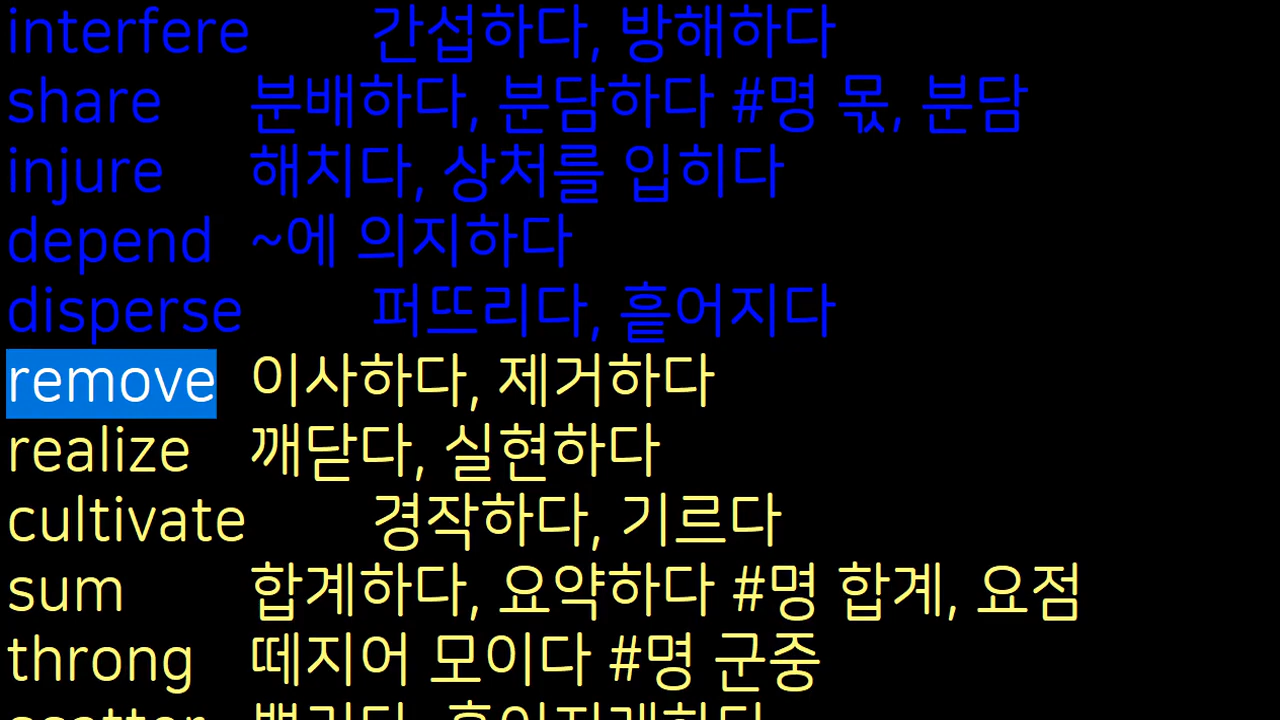 interfere 간섭하다, 방해하다
share 분배하다, 분담하다 #명 몫, 분담
injure 해치다, 상처를 입히다
depend ~에 의지하다
disperse 퍼뜨리다, 흩어지다
remove 이사하다, 제거하다
realize 깨닫다, 실현하다
cultivate 경작하다, 기르다
sum 합계하다, 요약하다 #명 합계, 요점
throng 떼지어 모이다 #명 군중
scatter